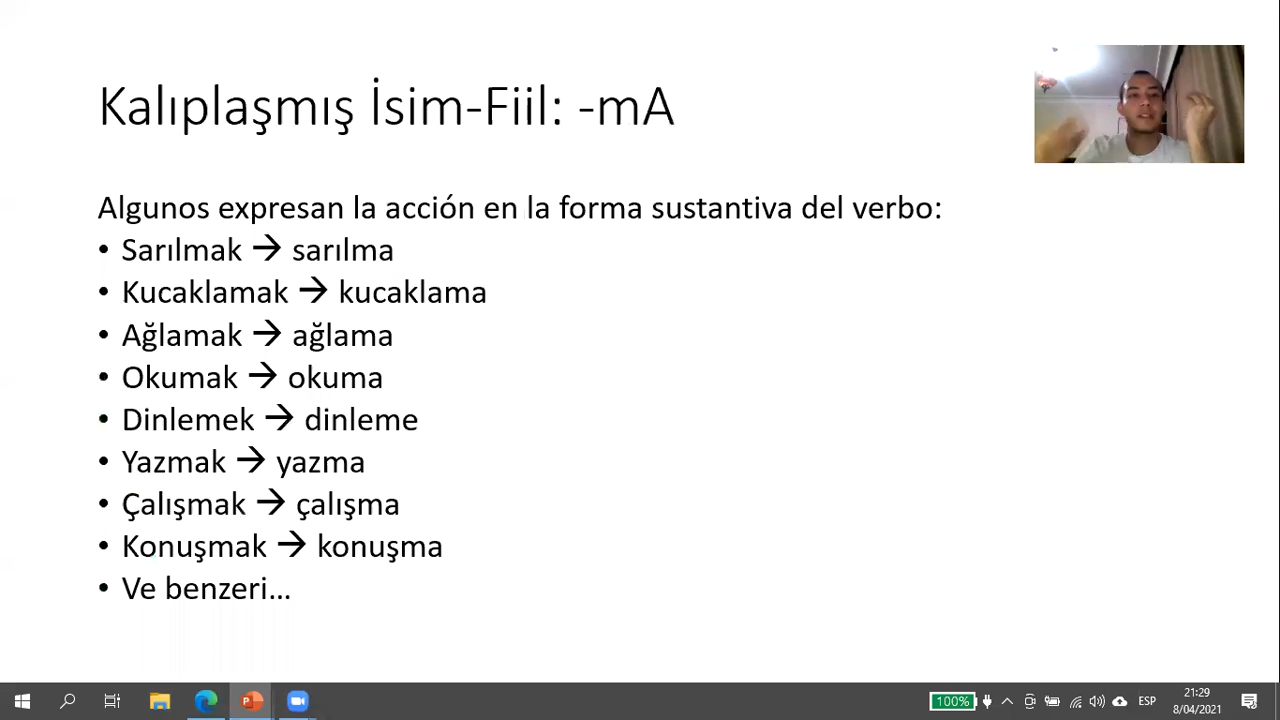 Kalıplaşmış İsim-Fiil: -mA
Algunos expresan la acción en la forma sustantiva del verbo:
• Sarılmak → sarılma
• Kucaklamak → kucaklama
• Ağlamak → ağlama
• Okumak → okuma
• Dinlemek → dinleme
• Yazmak → yazma
• Çalışmak → çalışma
• Konuşmak → konuşma
• Ve benzeri...
100%
ESP
21:29
8/04/2021